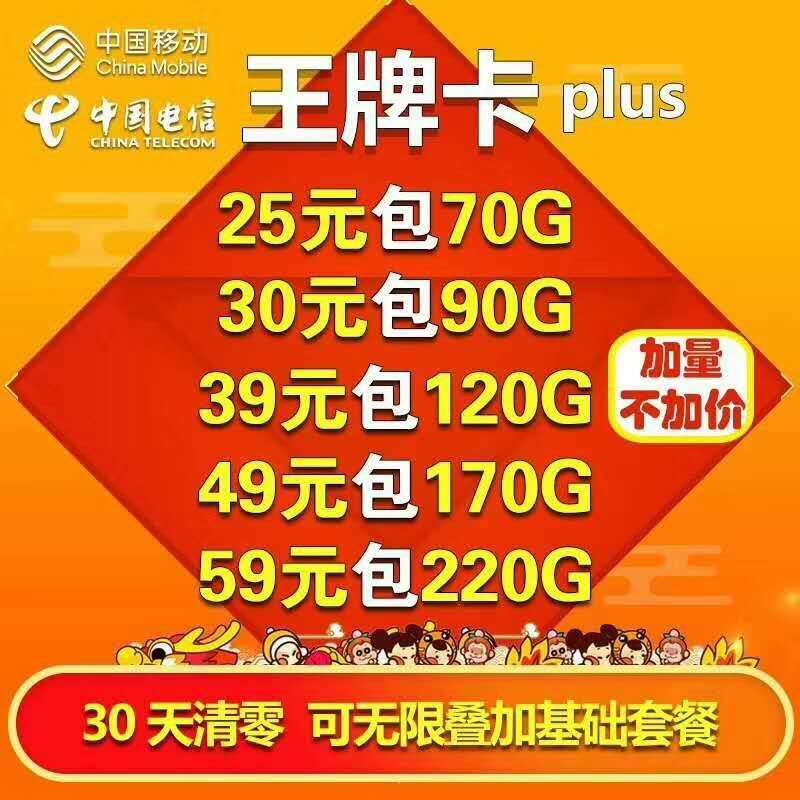 中国移动
China Mobile
中国电信
CHINA TELECOM
王牌卡 plus
25元包70G
30元包90G
39元包120G
加量
不加价
49元包170G
59元包220G
30天清零 可无限叠加基础套餐